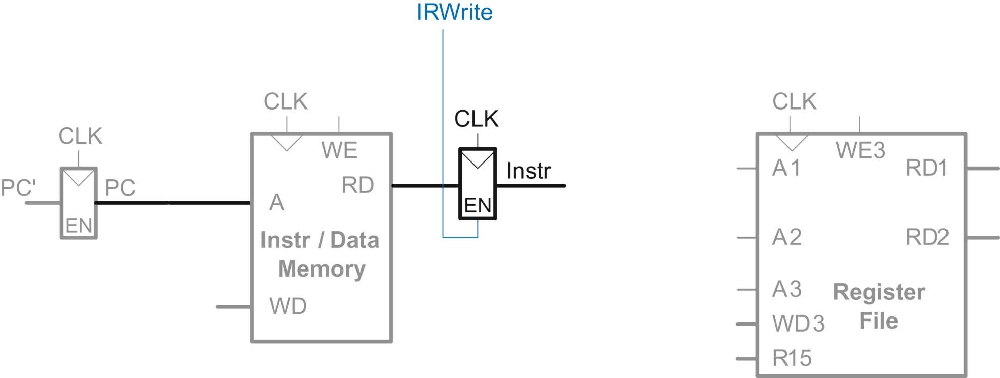 IRWrite
CLK
PC'
PC
EN
CLK
WE
RD
A
Instr / Data
Memory
WD
CLK
EN
Instr
CLK
WE3
A1
RD1
A2
RD2
A3
Register
File
WD3
R15